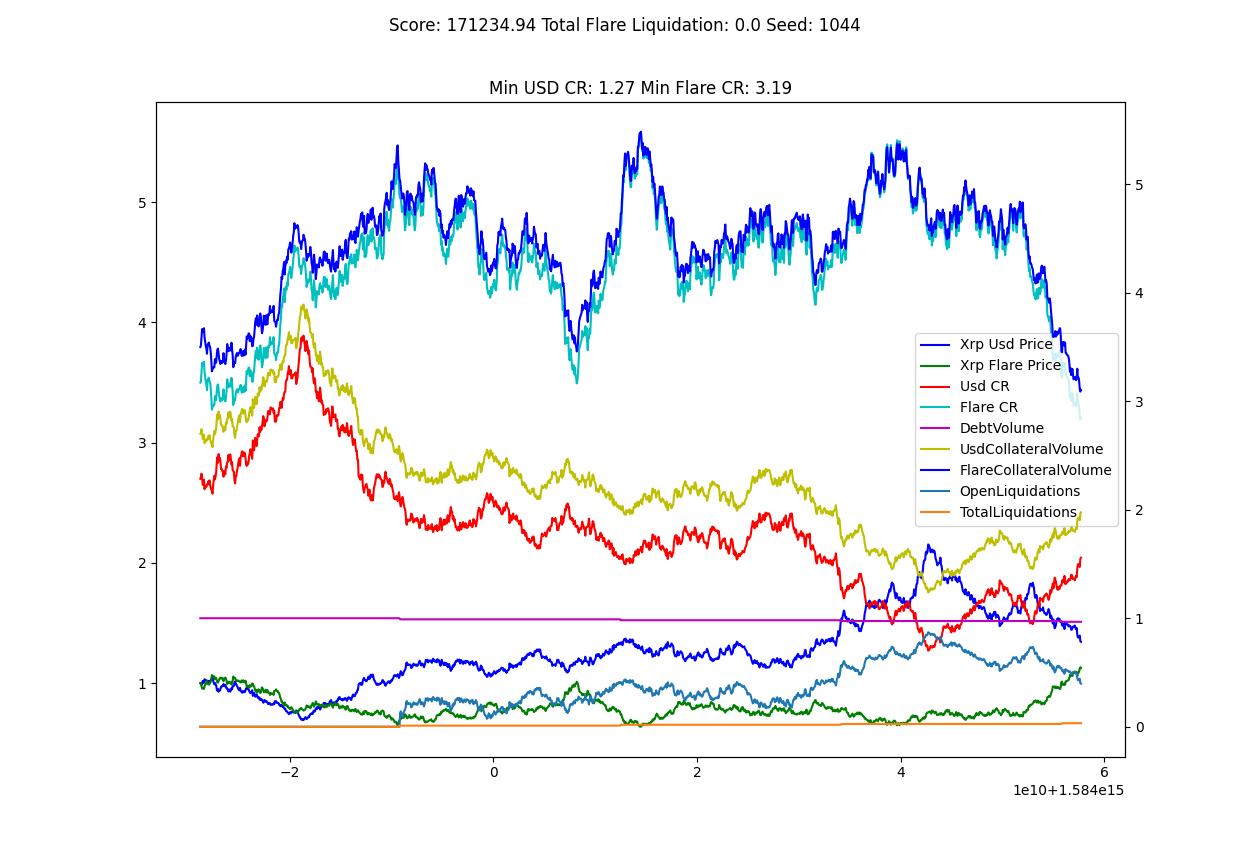 Score: 171234.94 Total Flare Liquidation: 0.0 Seed: 1044
Min USD CR: 1.27 Min Flare CR: 3.19
5
4
3
2
1
5
4
3
2
1
0
Xrp Usd Price
Xrp Flare Price
Usd CR
Flare CR
DebtVolume
UsdCollateralVolume
FlareCollateralVolume
OpenLiquidations
TotalLiquidations
−2
0
2
4
6
1e10+1.584e15